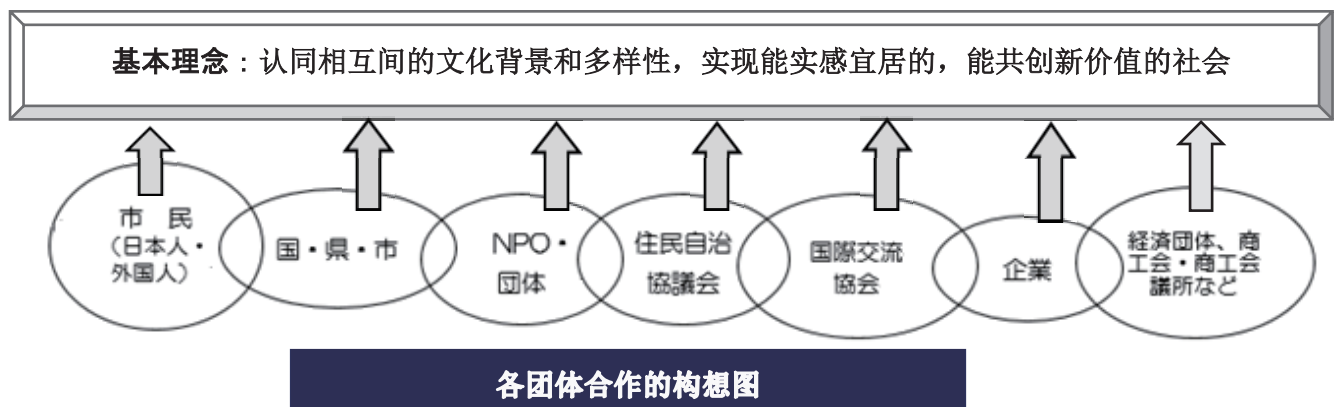 基本理念：认同相互间的文化背景和多样性，实现能实感宜居的，能共创新价值的社会
市 民
（日本人・
外国人）
国・県・市
NPO・
団体
住民自治
協議会
国際交流
協会
企業
経済団体、商
工会・商工会
議所など
各团体合作的构想图